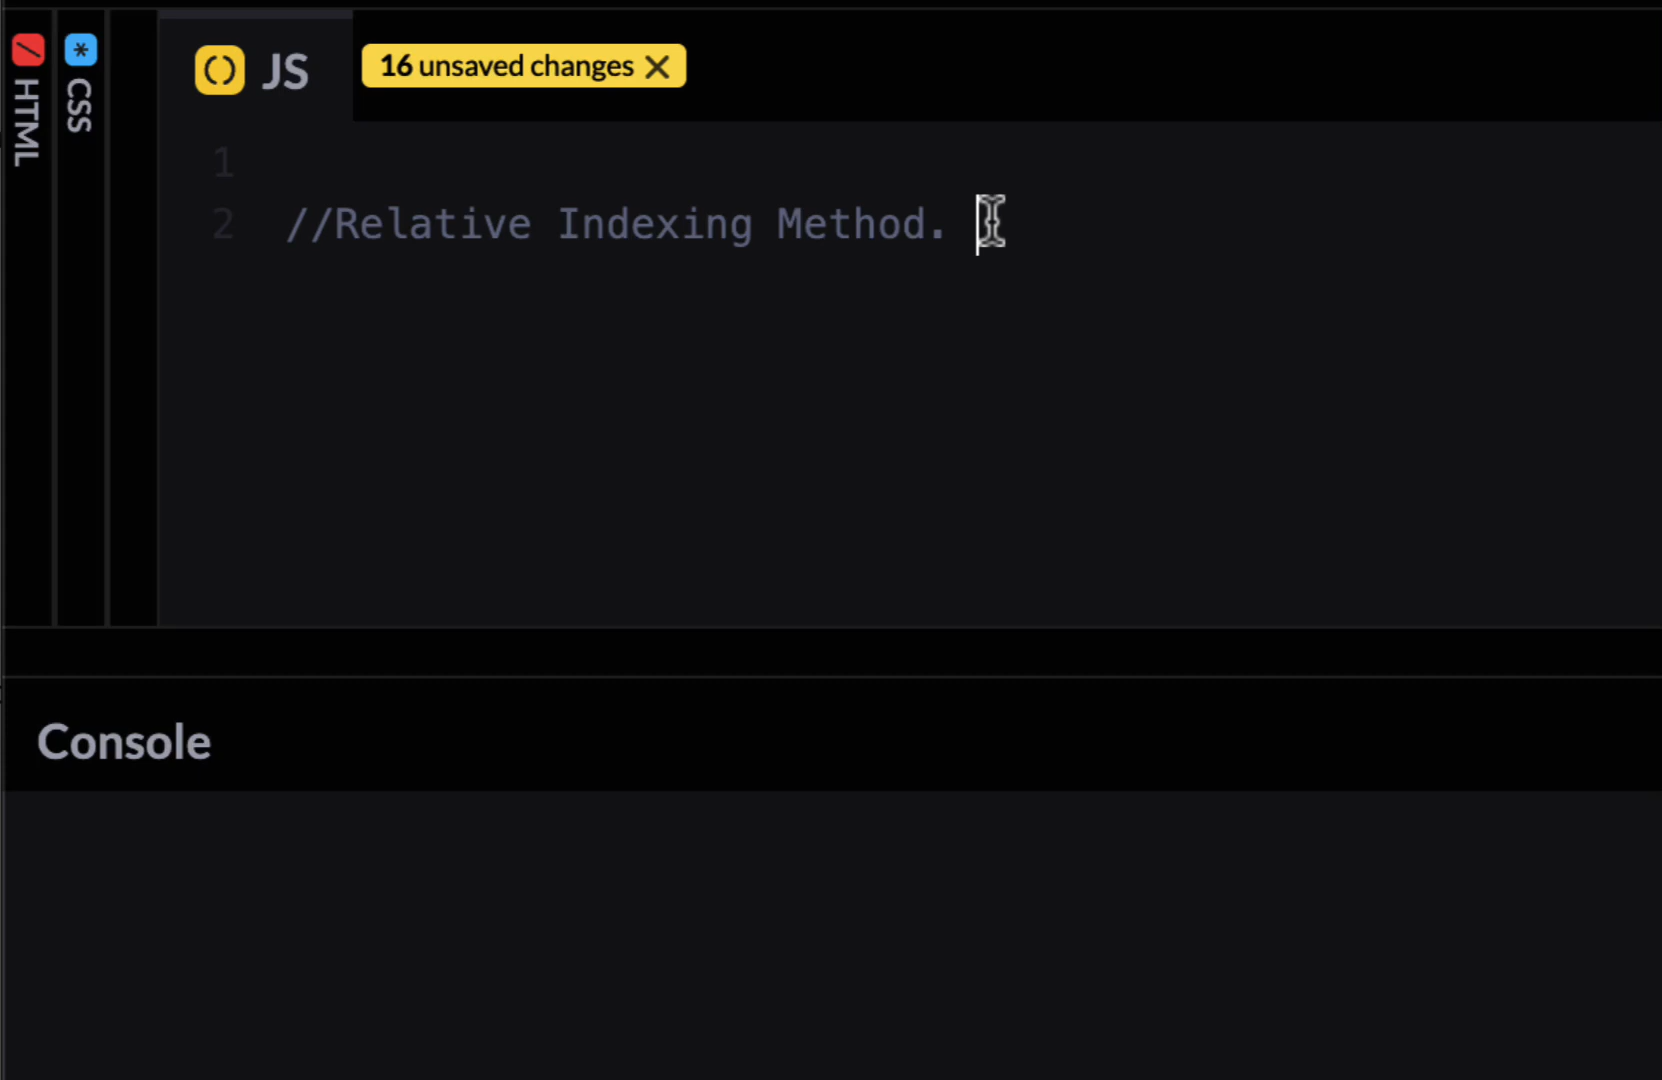 HTML
* CSS
() JS
16 unsaved changes X
1
2 //Relative Indexing Method.
Console